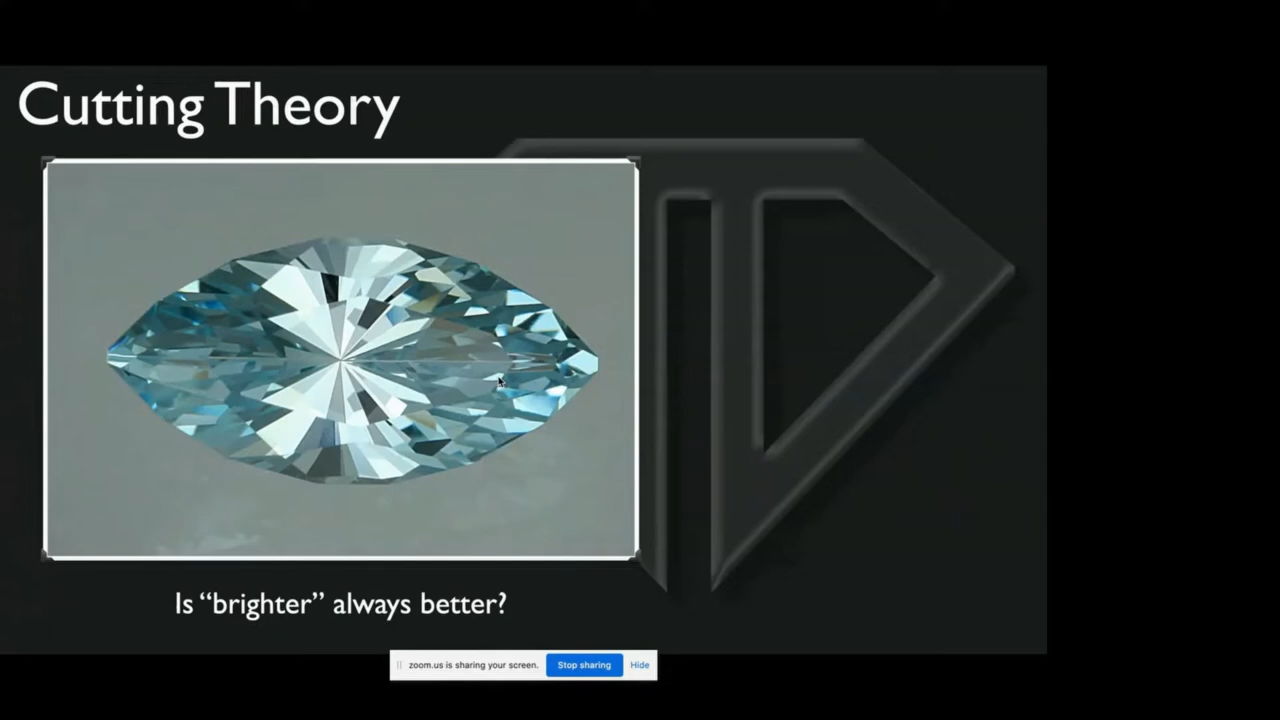 Cutting Theory
Is “brighter” always better?
zoom.us is sharing your screen. Stop sharing Hide